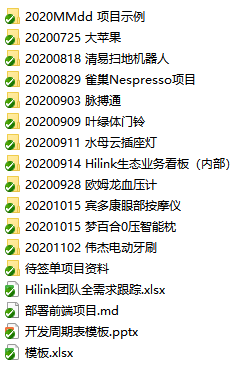 2020MMdd 项目示例
20200725 大苹果
20200818 清易扫地机器人
20200829 雀巢Nespresso项目
20200903 脉搏通
20200909 叶绿体门铃
20200911 水母云插座灯
20200914 Hilink生态业务看板（内部）
20200928 欧姆龙血压计
20201015 宾多康眼部按摩仪
20201015 梦百合0压智能枕
20201102 伟杰电动牙刷
待签单项目资料
Hilink团队全需求跟踪.xlsx
部署前端项目.md
开发周期表模板.pptx
模板.xlsx